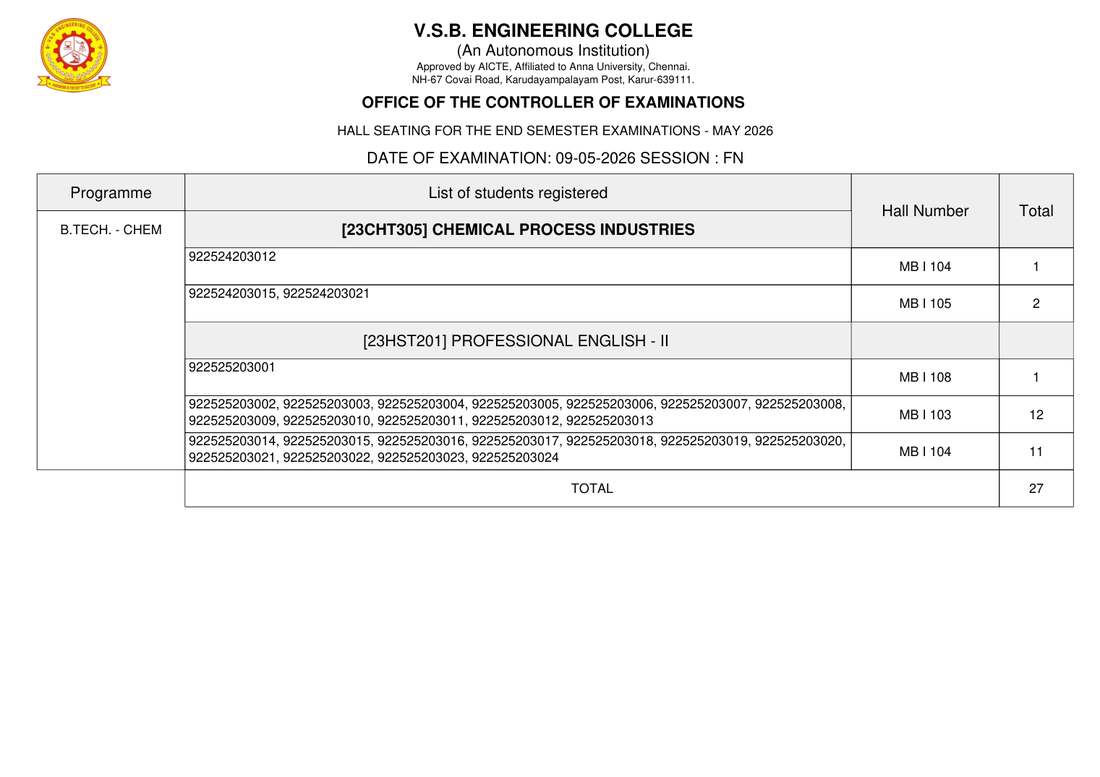 V.S.B. ENGINEERING COLLEGE
(An Autonomous Institution)
Approved by AICTE, Affiliated to Anna University, Chennai.
NH-67 Covai Road, Karudayampalayam Post, Karur-639111.
OFFICE OF THE CONTROLLER OF EXAMINATIONS
HALL SEATING FOR THE END SEMESTER EXAMINATIONS - MAY 2026
DATE OF EXAMINATION: 09-05-2026 SESSION : FN
Programme List of students registered Hall Number Total
B.TECH. - CHEM [23CHT305] CHEMICAL PROCESS INDUSTRIES
922524203012 MB I 104 1
922524203015, 922524203021 MB I 105 2
[23HST201] PROFESSIONAL ENGLISH - II
922525203001 MB I 108 1
922525203002, 922525203003, 922525203004, 922525203005, 922525203006, 922525203007, 922525203008,
922525203009, 922525203010, 922525203011, 922525203012, 922525203013 MB I 103 12
922525203014, 922525203015, 922525203016, 922525203017, 922525203018, 922525203019, 922525203020,
922525203021, 922525203022, 922525203023, 922525203024 MB I 104 11
TOTAL 27